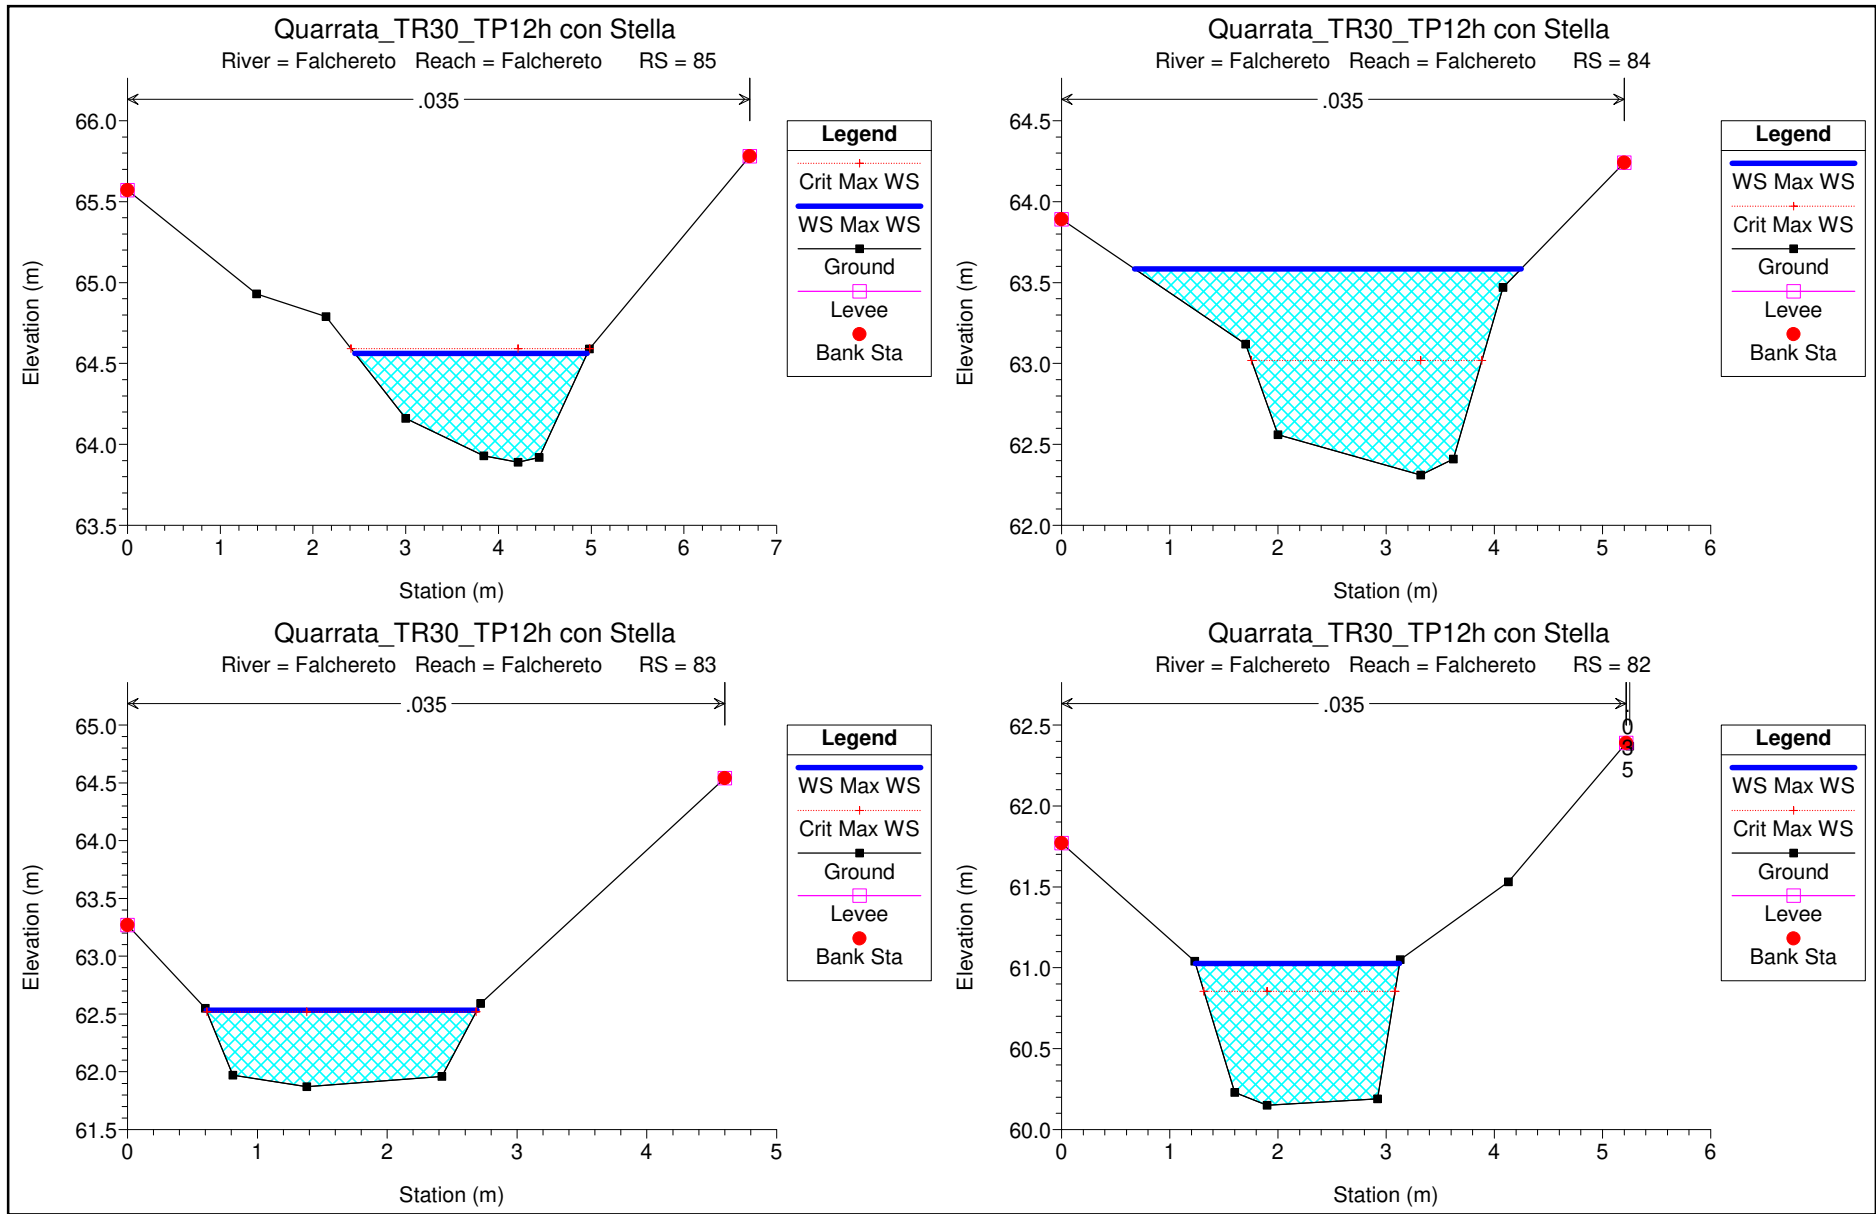 Quarrata_TR30_TP12h con Stella
River = Falchereto Reach = Falchereto RS = 85
.035
66.0
65.5
65.0
64.5
64.0
63.5
Elevation (m)
0 1 2 3 4 5 6 7
Station (m)
Legend
Crit Max WS
WS Max WS
Ground
Levee
Bank Sta
Quarrata_TR30_TP12h con Stella
River = Falchereto Reach = Falchereto RS = 84
.035
64.5
64.0
63.5
63.0
62.5
62.0
Elevation (m)
0 1 2 3 4 5 6
Station (m)
Legend
WS Max WS
Crit Max WS
Ground
Levee
Bank Sta
Quarrata_TR30_TP12h con Stella
River = Falchereto Reach = Falchereto RS = 83
.035
65.0
64.5
64.0
63.5
63.0
62.5
62.0
61.5
Elevation (m)
0 1 2 3 4 5
Station (m)
Legend
WS Max WS
Crit Max WS
Ground
Levee
Bank Sta
Quarrata_TR30_TP12h con Stella
River = Falchereto Reach = Falchereto RS = 82
.035
.035
62.5
62.0
61.5
61.0
60.5
60.0
Elevation (m)
0 1 2 3 4 5 6
Station (m)
Legend
WS Max WS
Crit Max WS
Ground
Levee
Bank Sta